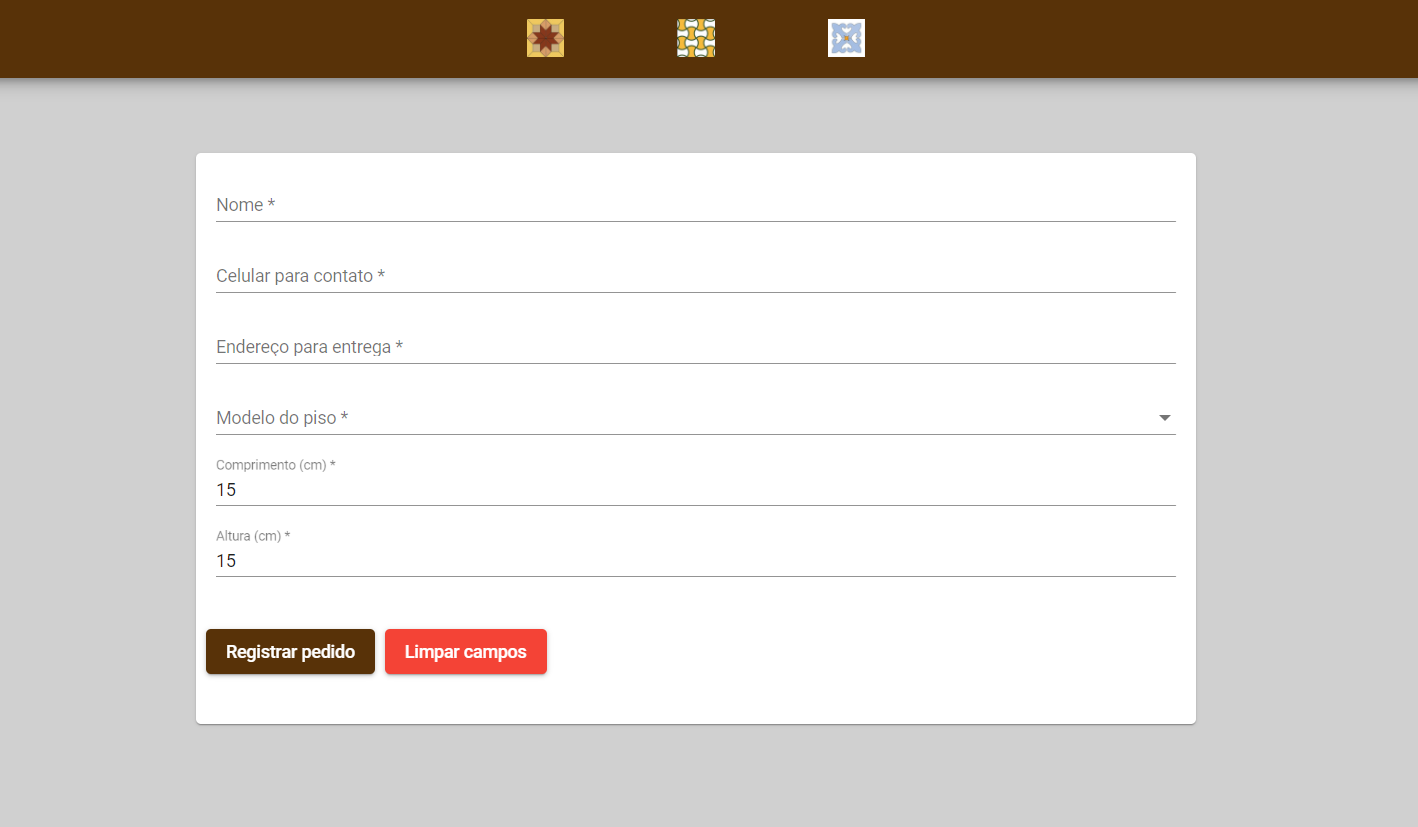 Nome *
Celular para contato *
Endereço para entrega *
Modelo do piso *
Comprimento (cm) *
15
Altura (cm) *
15
Registrar pedido
Limpar campos